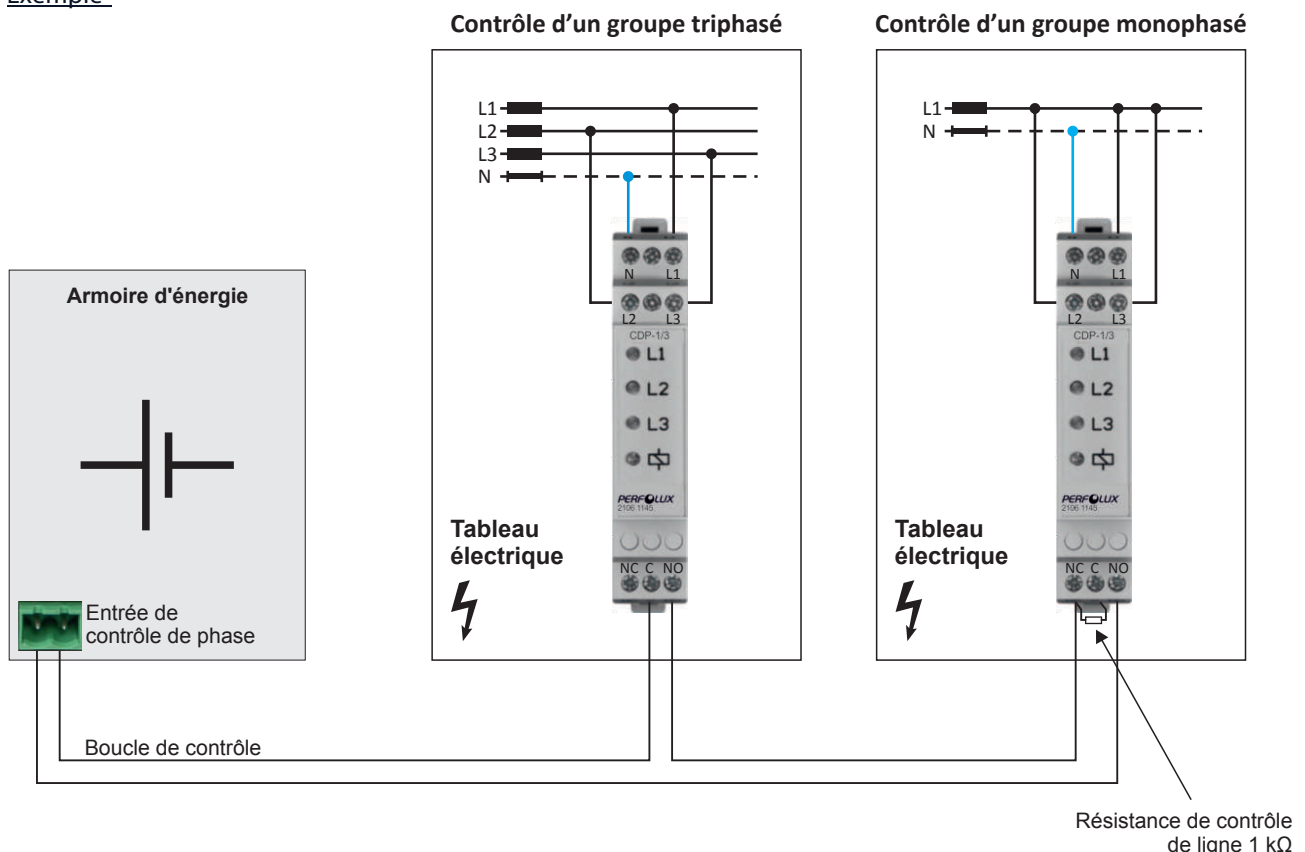 Exemple
Contrôle d'un groupe triphasé
Contrôle d'un groupe monophasé
L1
L2
L3
N
L1
N
Armoire d'énergie
N L1
L2 L3
CDP-1/3
L1
L2
L3
PERFOLUX
2106 1145
NC C NO
Tableau
électrique
N L1
L2 L3
CDP-1/3
L1
L2
L3
PERFOLUX
2106 1145
NC C NO
Tableau
électrique
Entrée de
contrôle de phase
Boucle de contrôle
Résistance de contrôle
de ligne 1 kΩ